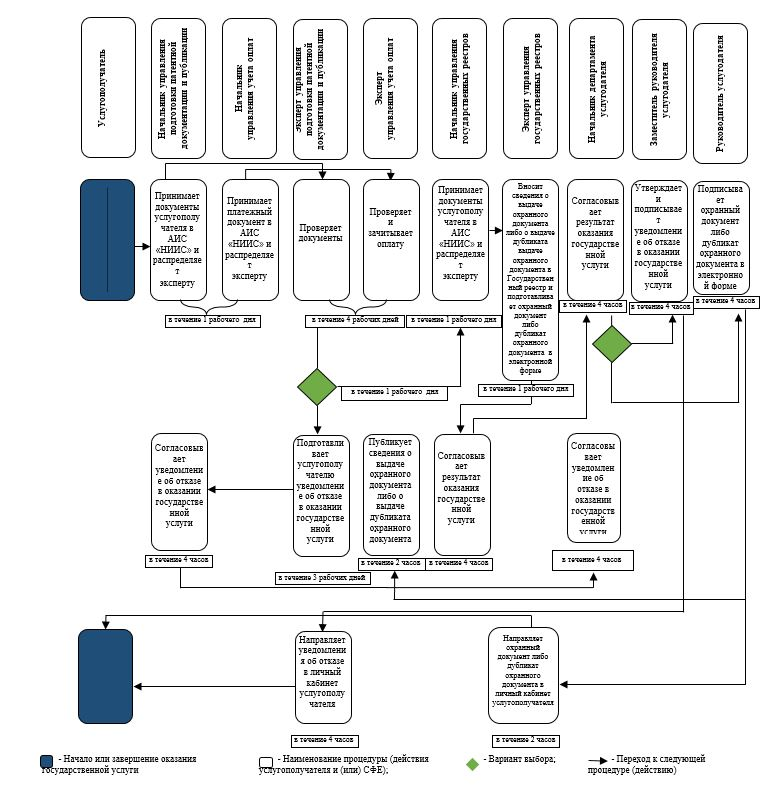 Услугополучатель
Начальник управления
подготовки патентной
документации и публикации
Начальник
управления учета оплат
эксперт управления
подготовки патентной
документации и публикации
Эксперт
управления учета оплат
Начальник управления
государственных реестров
Эксперт управления
государственных реестров
Начальник департамента
услугодателя
Заместитель руководителя
услугодателя
Руководитель услугодателя
Принимает
документы
услугополу
чателя в
АИС
«НИИС» и
распределяе
т
эксперту
Принимает
платежный
документ в
АИС
«НИИС» и
распределяе
т
эксперту
Проверяет
документы
Проверяет
и
зачитывает
оплату
Принимает
документы
услугополу
чателя в
АИС
«НИИС» и
распределяе
т
эксперту
Вносит
сведения о
выдаче
охранного
документа
либо о выдаче
дубликата
выдаче
охранного
документа в
Государствен
ный реестр и
подготавлива
ет охранный
документ
либо
дубликат
охранного
документа в
электронной
форме
Согласовыв
ает
результат
оказания
государстве
нной
услуги
Утверждает
и
подписывае
т
уведомлени
е об отказе
в оказании
государстве
нной
услуги
Подписыва
ет
охранный
документ
либо
дубликат
охранного
документа в
электронно
й форме
в течение 1 рабочего дня
в течение 4 рабочих дней
в течение 1 рабочего дня
в течение 4 часов
в течение 4 часов
в течение 4 часов
в течение 1 рабочего дня
в течение 1 рабочего дня
Согласовыв
ает
уведомлени
е об отказе
в оказании
государстве
нной
услуги
Подготавли
вает
услугополу
чателю
уведомлени
е об отказе
в оказании
государстве
нной
услуги
Публикует
сведения о
выдаче
охранного
документа
либо о
выдаче
дубликата
охранного
документа
Согласовыв
ает
результат
оказания
государстве
нной
услуги
Согласовы
вает
уведомлен
ие об
отказе в
оказании
государств
енной
услуги
в течение 4 часов
в течение 2 часов
в течение 4 часов
в течение 4 часов
в течение 3 рабочих дней
Направляет
уведомлени
я об отказе
в личный
кабинет
услугополу
чателя
Направляет
охранный
документ либо
дубликат
охранного
документа в
личный кабинет
услугополучателя
в течение 4 часов
в течение 2 часов
- Начало или завершение оказания
государственной услуги
- Наименование процедуры (действия
услугополучателя и (или) СФЕ);
- Вариант выбора;
- Переход к следующей
процедуре (действию)